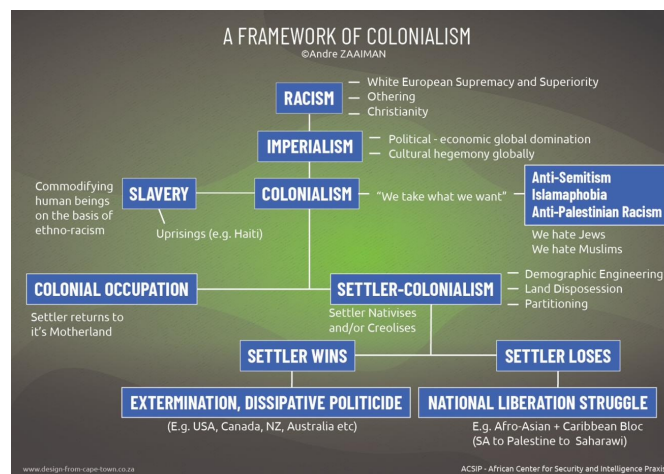 A FRAMEWORK OF COLONIALISM
©Andre ZAAIMAN
RACISM
White European Supremacy and Superiority
Othering
Christianity
IMPERIALISM
Political - economic global domination
Cultural hegemony globally
Commodifying
human beings
on the basis of
ethno-racism
SLAVERY
Uprisings (e.g. Haiti)
COLONIALISM
“We take what we want”
Anti-Semitism
Islamaphobia
Anti-Palestinian Racism
We hate Jews
We hate Muslims
COLONIAL OCCUPATION
Settler returns to
it's Motherland
SETTLER-COLONIALISM
Settler Nativises
and/or Creolises
Demographic Engineering
Land Disposession
Partitioning
SETTLER WINS
SETTLER LOSES
EXTERMINATION, DISSIPATIVE POLITICIDE
(E.g. USA, Canada, NZ, Australia etc)
NATIONAL LIBERATION STRUGGLE
E.g. Afro-Asian + Caribbean Bloc
(SA to Palestine to Saharawi)
www.design-from-cape-town.co.za
ACSIP - African Center for Security and Intelligence Praxis